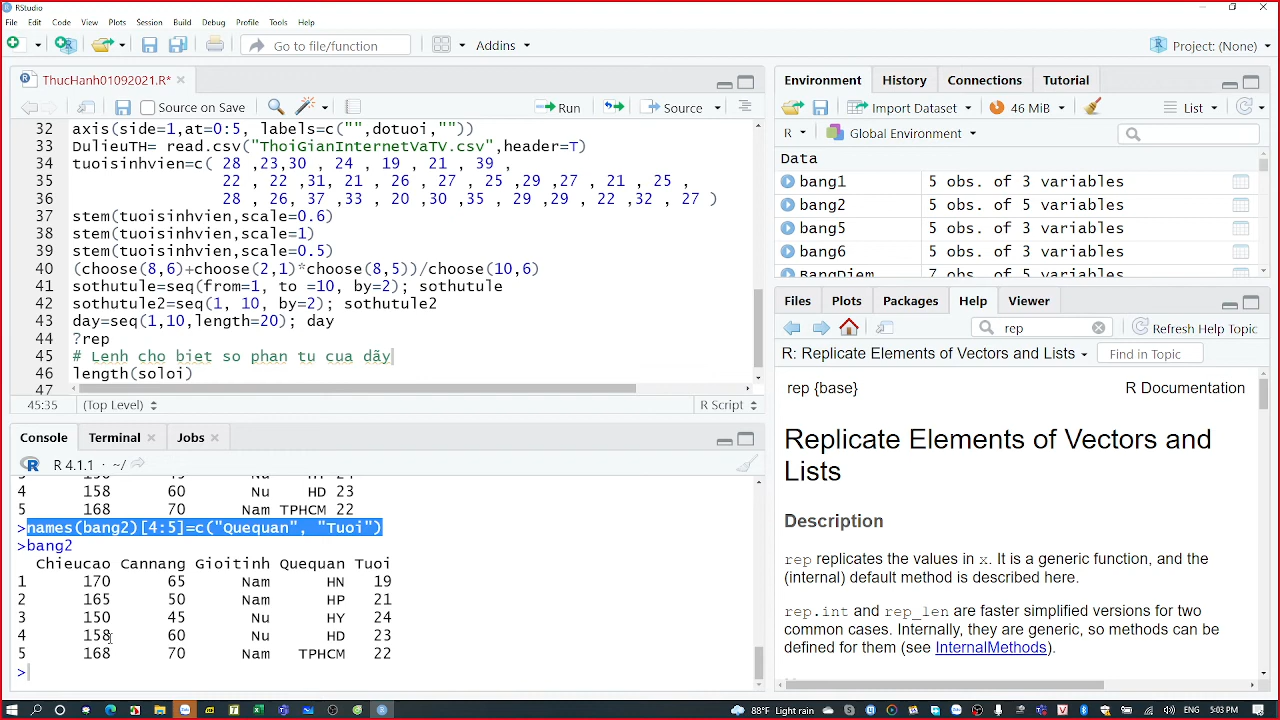 RStudio
File Edit Code View Plots Session Build Debug Profile Tools Help
Go to file/function Addins Project: (None)
ThucHanh01092021.R*
Source on Save Run Source
32 axis(side=1,at=0:5, labels=c("",dotuoi,""))
33 DulieuTH= read.csv("ThoiGianInternetVaTV.csv",header=T)
34 tuoisinhvien=c( 28 ,23,30 , 24 , 19 , 21 , 39 ,
35 22 , 22 ,31, 21 , 26 , 27 , 25 ,29 ,27 , 21 , 25 ,
36 28 , 26, 37 ,33 , 20 ,30 ,35 , 29 ,29 , 22 ,32 , 27 )
37 stem(tuoisinhvien,scale=0.6)
38 stem(tuoisinhvien,scale=1)
39 stem(tuoisinhvien,scale=0.5)
40 (choose(8,6)+choose(2,1)*choose(8,5))/choose(10,6)
41 sothutule=seq(from=1, to =10, by=2); sothutule
42 sothutule2=seq(1, 10, by=2); sothutule2
43 day=seq(1,10,length=20); day
44 ?rep
45 # Lenh cho biet so phan tu cua dãy
46 length(soloi)
47
45:35 (Top Level) R Script
Console Terminal Jobs
R 4.1.1 · ~/
4 158 60 Nu HD 23
5 168 70 Nam TPHCM 22
>names(bang2)[4:5]=c("Quequan", "Tuoi")
>bang2
Chieucao Cannang Gioitinh Quequan Tuoi
1 170 65 Nam HN 19
2 165 50 Nam HP 21
3 150 45 Nu HY 24
4 158 60 Nu HD 23
5 168 70 Nam TPHCM 22
>
Environment History Connections Tutorial
Import Dataset 46 MiB List
R Global Environment
Data
bang1 5 obs. of 3 variables
bang2 5 obs. of 3 variables
bang5 5 obs. of 3 variables
bang6 5 obs. of 3 variables
BangDiem 7 obs. of 5 variables
Files Plots Packages Help Viewer
rep Refresh Help Topic
R: Replicate Elements of Vectors and Lists Find in Topic
rep {base} R Documentation
Replicate Elements of Vectors and
Lists
Description
rep replicates the values in x. It is a generic function, and the
(internal) default method is described here.
rep.int and rep_len are faster simplified versions for two
common cases. Internally, they are generic, so methods can be
defined for them (see InternalMethods).
88°F Light rain ENG 5:03 PM